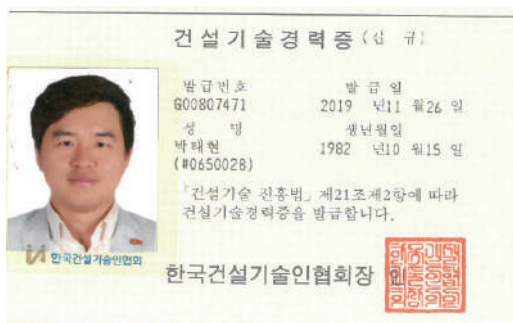 건설기술경력증(신 규)
발급번호 발 급 일
G00807471 2019 년11 월26 일
성 명 생년월일
박태현 1982 년10 월15 일
(#0650028)
「건설기술 진흥법」 제21조제2항에 따라
건설기술경력증을 발급합니다.
한국건설기술인협회
한국건설기술인협회장 인